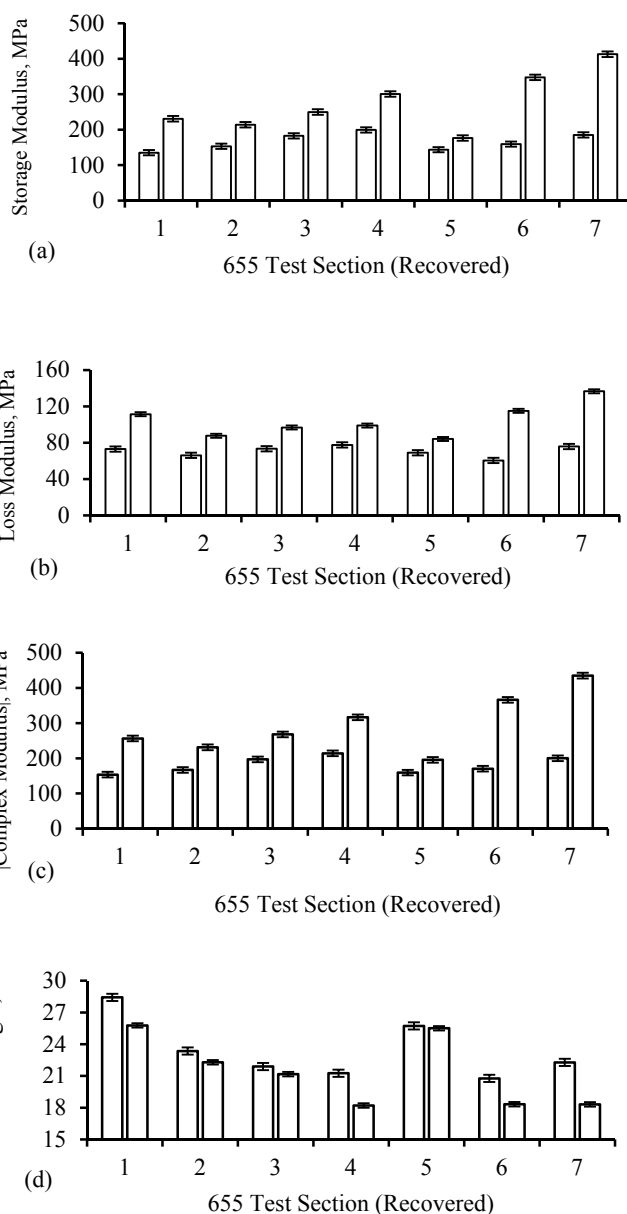 Storage Modulus, MPa
500
400
300
200
100
0
1 2 3 4 5 6 7
(a)
655 Test Section (Recovered)
Loss Modulus, MPa
160
120
80
40
0
1 2 3 4 5 6 7
(b)
655 Test Section (Recovered)
|Complex Modulus|, MPa
500
400
300
200
100
0
1 2 3 4 5 6 7
(c)
655 Test Section (Recovered)
30
27
24
21
18
15
1 2 3 4 5 6 7
(d)
655 Test Section (Recovered)